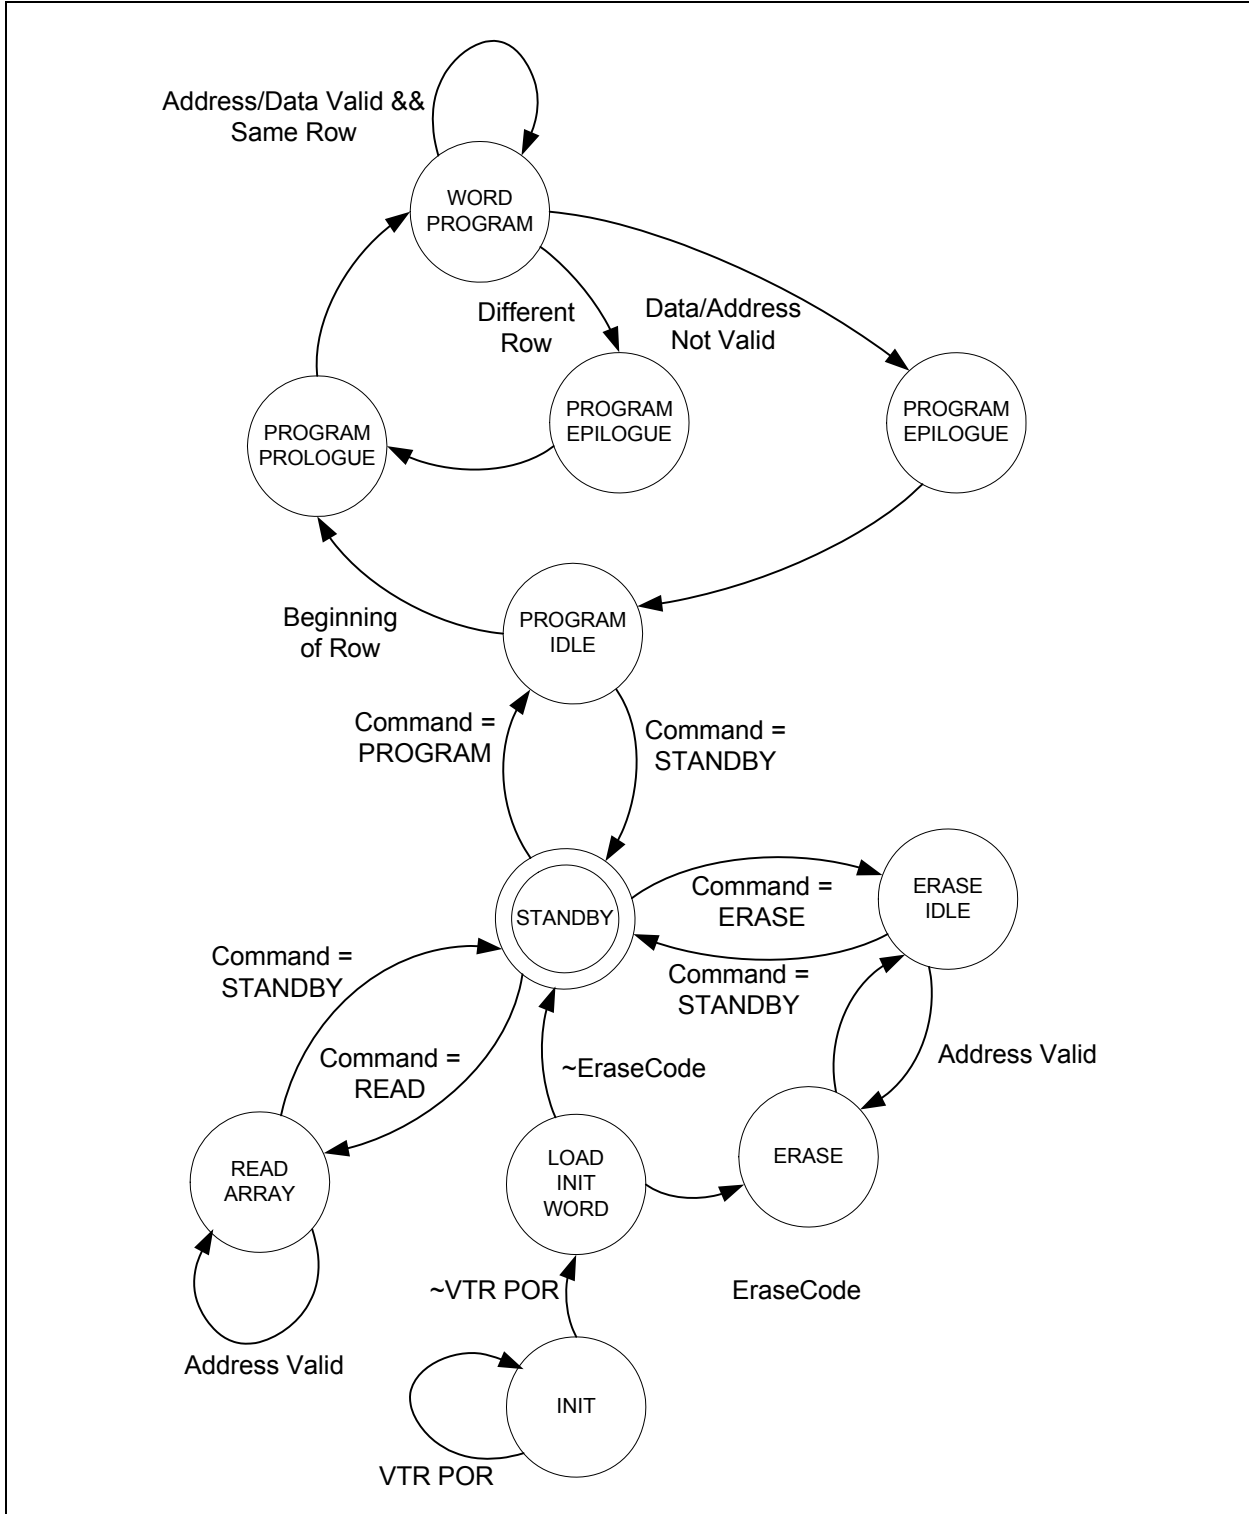 Address/Data Valid &&
Same Row
WORD
PROGRAM
Different
Row
Data/Address
Not Valid
PROGRAM
PROLOGUE
PROGRAM
EPILOGUE
PROGRAM
EPILOGUE
Beginning
of Row
PROGRAM
IDLE
Command =
PROGRAM
Command =
STANDBY
STANDBY
Command =
ERASE
ERASE
IDLE
Command =
STANDBY
Command =
STANDBY
Command =
READ
~EraseCode
Address Valid
READ
ARRAY
LOAD
INIT
WORD
ERASE
~VTR POR
EraseCode
Address Valid
INIT
VTR POR